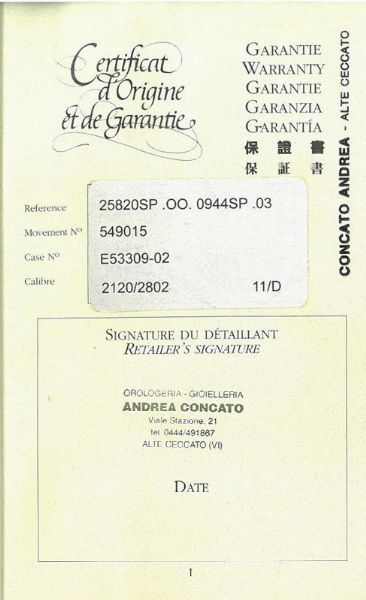 Certificat
d'Origine
et de Garantie
GARANTIE
WARRANTY
GARANTIE
GARANZIA
GARANTÍA
保 證 書
保 証 書
CONCATO ANDREA - ALTE CECCATO
Reference 25820SP .OO. 0944SP .03
Movement Nº 549015
Case Nº E53309-02
Calibre 2120/2802 11/D
SIGNATURE DU DÉTAILLANT
RETAILER'S SIGNATURE
OROLOGERIA - GIOIELLERIA
ANDREA CONCATO
Viale Stazione, 21
tel. 0444/491867
ALTE CECCATO (VI)
DATE
I